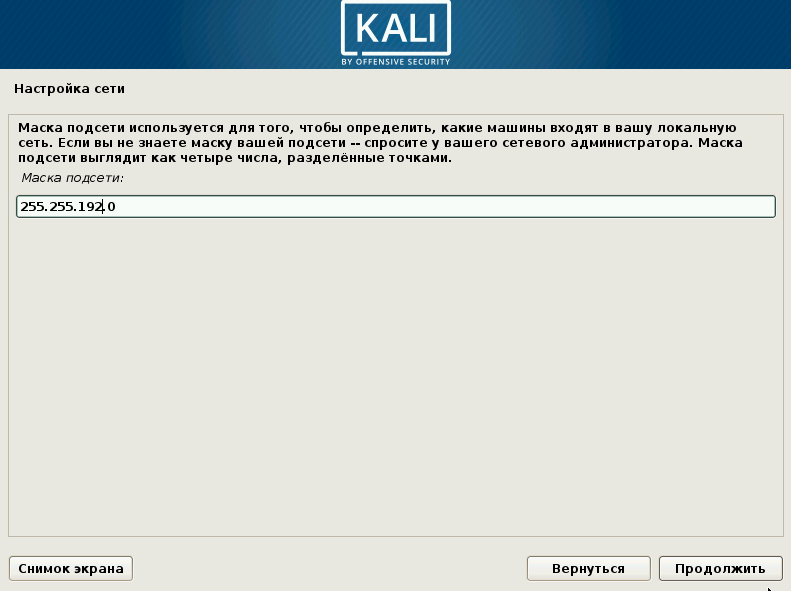 KALI
BY OFFENSIVE SECURITY
Настройка сети
Маска подсети используется для того, чтобы определить, какие машины входят в вашу локальную
сеть. Если вы не знаете маску вашей подсети -- спросите у вашего сетевого администратора. Маска
подсети выглядит как четыре числа, разделённые точками.
Маска подсети:
255.255.192.0
Снимок экрана
Вернуться
Продолжить